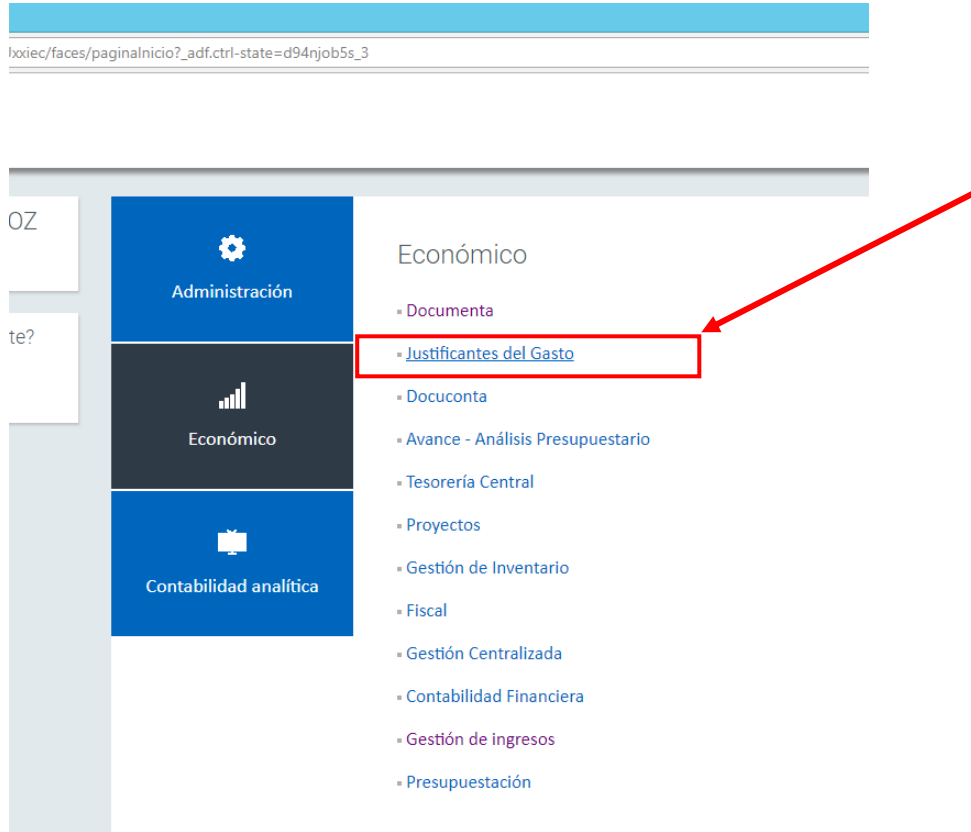 Jxxiec/faces/paginaInicio?_adf.ctrl-state=d94njob5s_3
OZ
te?
Administración
Económico
Contabilidad analítica
Económico
Documenta
Justificantes del Gasto
Docuconta
Avance - Análisis Presupuestario
Tesorería Central
Proyectos
Gestión de Inventario
Fiscal
Gestión Centralizada
Contabilidad Financiera
Gestión de ingresos
Presupuestación